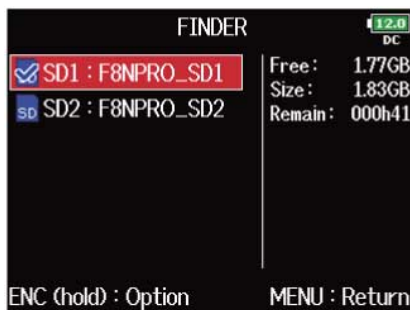 FINDER
12.0
DC
SD1 : F8NPRO_SD1
SD SD2 : F8NPRO_SD2
Free : 1.77GB
Size : 1.83GB
Remain : 000h41
ENC (hold) : Option
MENU : Return